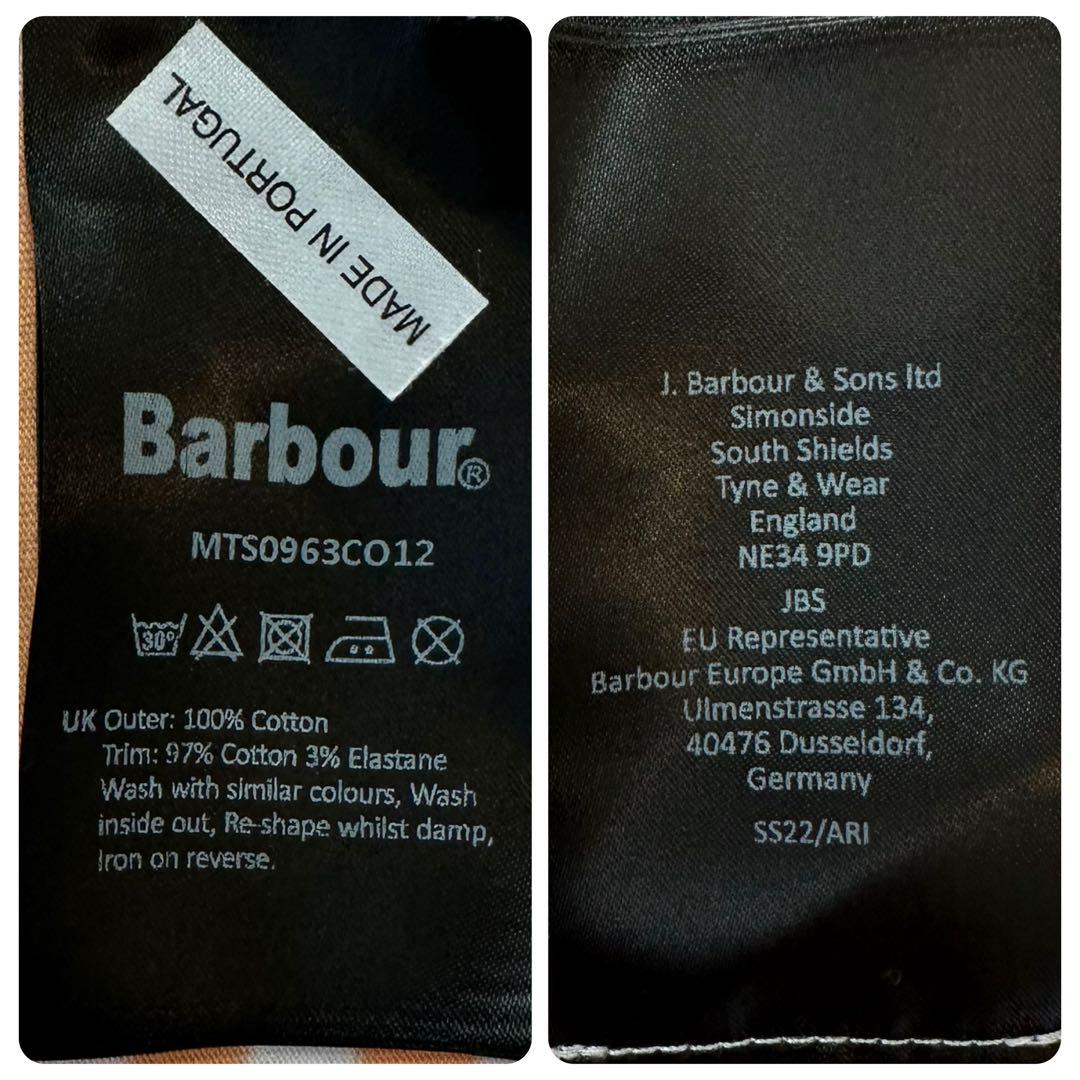 MADE IN PORTUGAL
Barbour®
MTS0963CO12
30°
UK Outer: 100% Cotton
Trim: 97% Cotton 3% Elastane
Wash with similar colours, Wash
inside out, Re-shape whilst damp,
Iron on reverse.
J. Barbour & Sons ltd
Simonside
South Shields
Tyne & Wear
England
NE34 9PD
JBS
EU Representative
Barbour Europe GmbH & Co. KG
Ulmenstrasse 134,
40476 Dusseldorf,
Germany
SS22/ARI